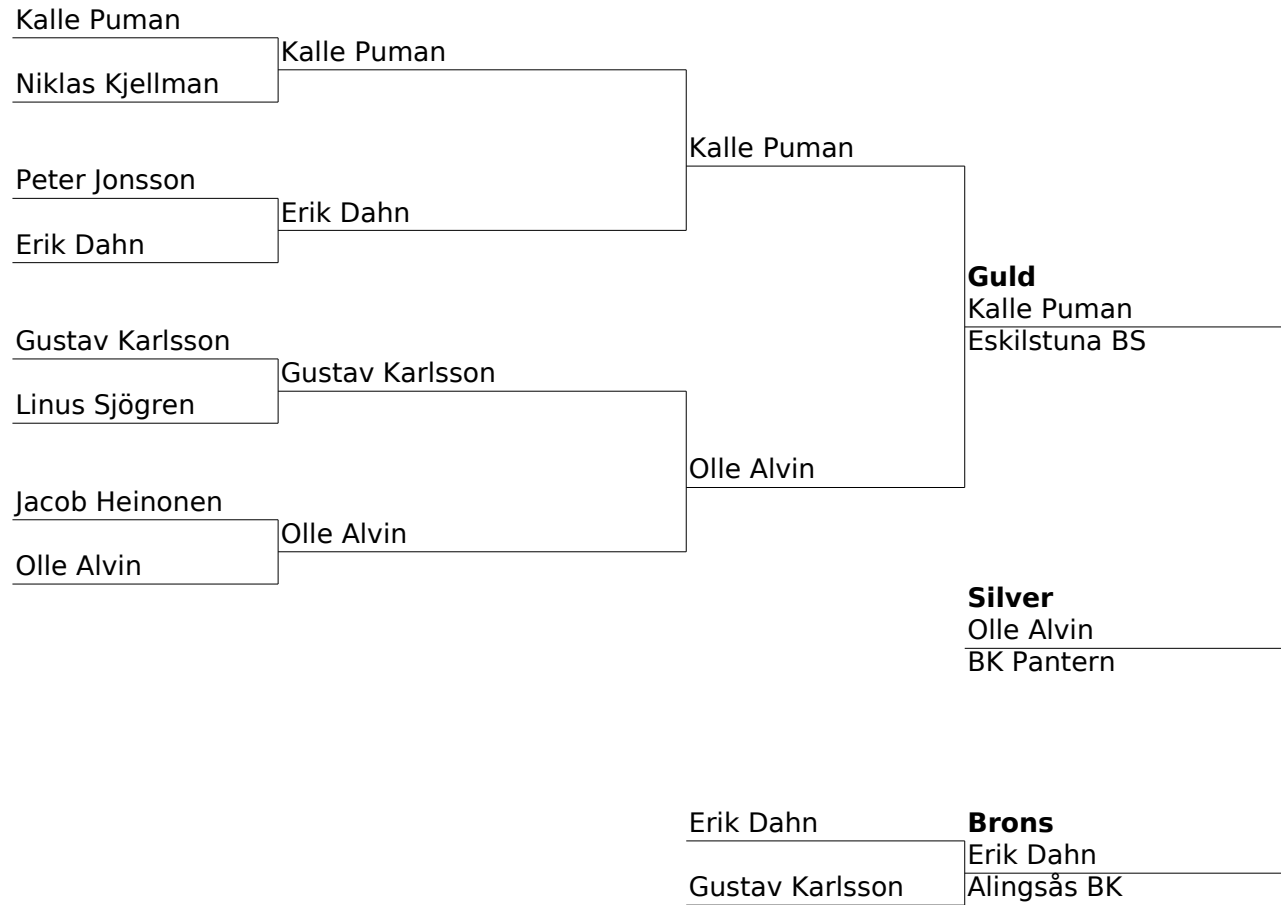 Kalle Puman
Niklas Kjellman
Peter Jonsson
Erik Dahn
Gustav Karlsson
Linus Sjögren
Jacob Heinonen
Olle Alvin
Kalle Puman
Erik Dahn
Gustav Karlsson
Olle Alvin
Kalle Puman
Olle Alvin
Guld
Kalle Puman
Eskilstuna BS
Silver
Olle Alvin
BK Pantern
Erik Dahn
Gustav Karlsson
Brons
Erik Dahn
Alingsås BK